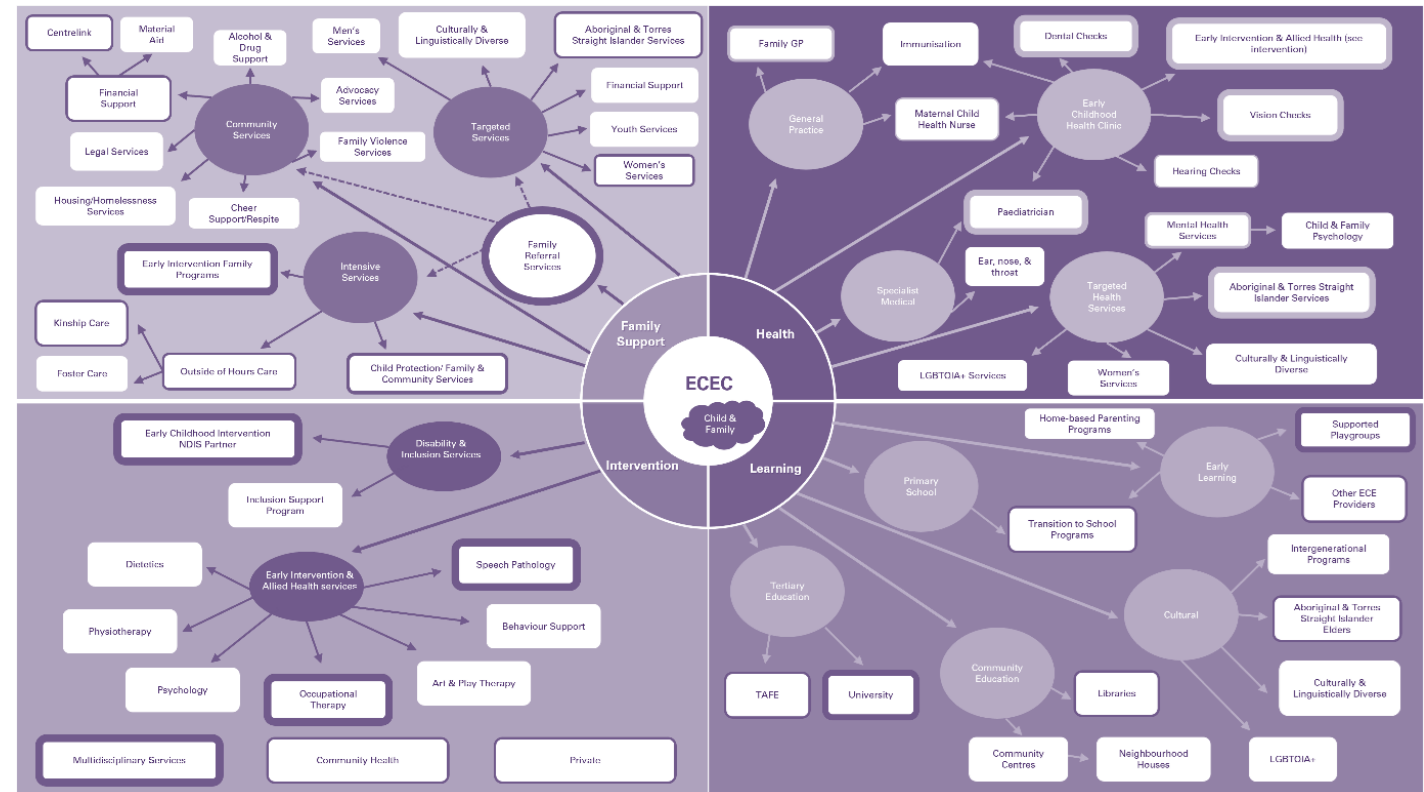 Centrelink
Material
Aid
Alcohol &
Drug
Support
Men's
Services
Culturally &
Linguistically Diverse
Aboriginal & Torres
Straight Islander Services
Financial
Support
Community
Services
Advocacy
Services
Targeted
Services
Financial Support
Youth Services
Legal Services
Family Violence
Services
Women's
Services
Housing/Homelessness
Services
Cheer
Support/Respite
Family
Referral
Services
Early Intervention Family
Programs
Intensive
Services
Kinship Care
Foster Care
Outside of Hours Care
Child Protection/ Family &
Community Services
Family
Support
Family GP
Immunisation
Dental Checks
Early Intervention & Allied Health (see
intervention)
General
Practice
Maternal Child
Health Nurse
Early
Childhood
Health Clinic
Vision Checks
Hearing Checks
Paediatrician
Mental Health
Services
Child & Family
Psychology
Ear, nose, &
throat
Specialist
Medical
Targeted
Health
Services
Aboriginal & Torres Straight
Islander Services
Health
LGBTQIA+ Services
Women's
Services
Culturally & Linguistically
Diverse
ECEC
Child &
Family
Intervention
Learning
Early Childhood Intervention
NDIS Partner
Disability &
Inclusion Services
Inclusion Support
Program
Dietetics
Early Intervention &
Allied Health services
Speech Pathology
Physiotherapy
Behaviour Support
Psychology
Occupational
Therapy
Art & Play Therapy
Multidisciplinary Services
Community Health
Private
Home-based Parenting
Programs
Supported
Playgroups
Primary
School
Early
Learning
Other ECE
Providers
Transition to School
Programs
Intergenerational
Programs
Tertiary
Education
Cultural
Aboriginal & Torres
Straight Islander
Elders
Community
Education
TAFE
University
Libraries
Culturally &
Linguistically Diverse
Community
Centres
Neighbourhood
Houses
LGBTQIA+